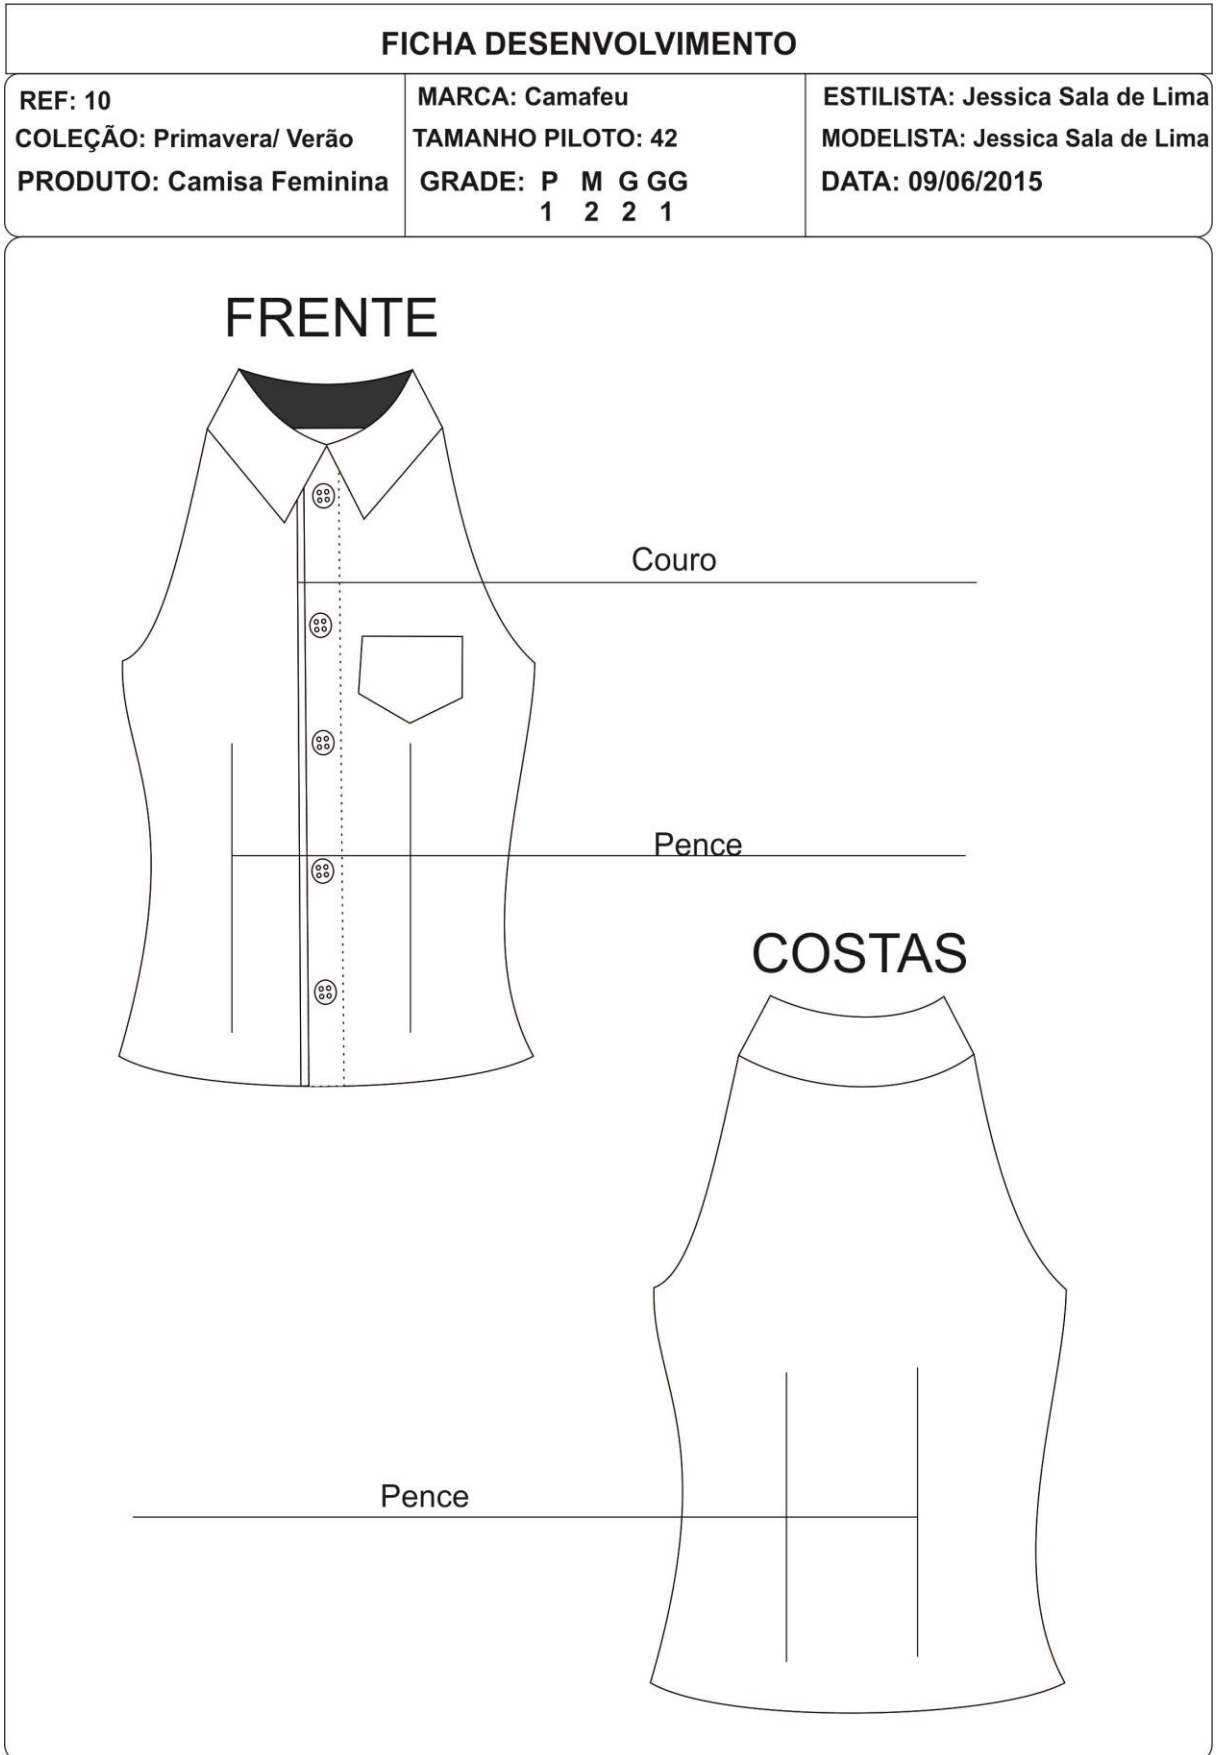 FICHA DESENVOLVIMENTO
REF: 10
COLEÇÃO: Primavera/ Verão
PRODUTO: Camisa Feminina
MARCA: Camafeu
TAMANHO PILOTO: 42
GRADE: P M G GG
1 2 2 1
ESTILISTA: Jessica Sala de Lima
MODELISTA: Jessica Sala de Lima
DATA: 09/06/2015
FRENTE
Couro
Pence
COSTAS
Pence